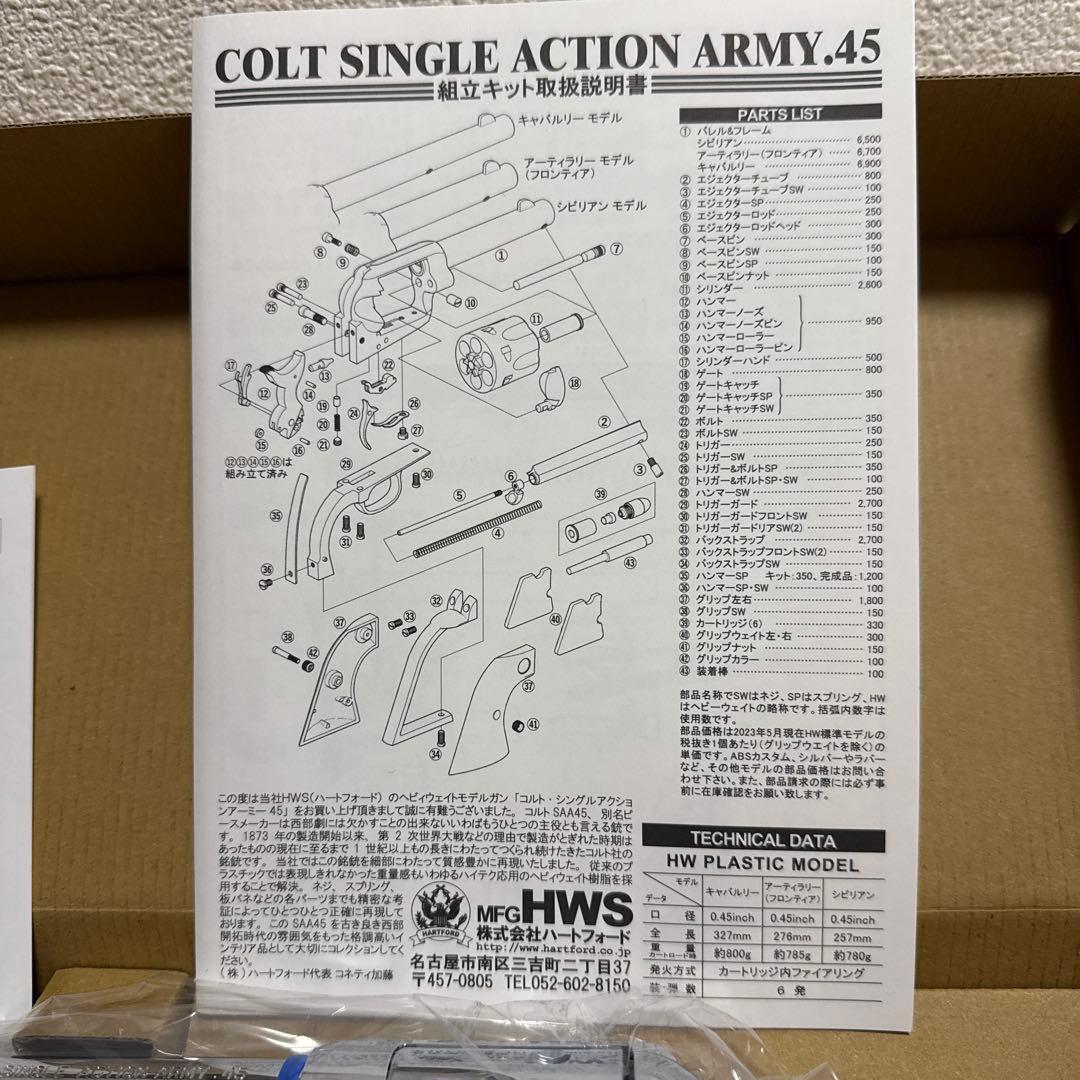 COLT SINGLE ACTION ARMY.45
組立キット取扱説明書
キャバルリー モデル
アーティラリー モデル
(フロンティア)
シビリアン モデル
⑫⑬⑭⑮⑯は
組み立て済み
PARTS LIST
① バレル&フレーム
シビリアン 6,500
アーティラリー(フロンティア) 6,700
キャバルリー 6,900
② エジェクターチューブ 800
③ エジェクターチューブSW 100
④ エジェクターSP 250
⑤ エジェクターロッド 250
⑥ エジェクターロッドヘッド 300
⑦ ベースピン 300
⑧ ベースピンSW 150
⑨ ベースピンSP 100
⑩ ベースピンナット 150
⑪ シリンダー 2,600
⑫ ハンマー
⑬ ハンマーノーズ
⑭ ハンマーノーズピン 950
⑮ ハンマーローラー
⑯ ハンマーローラーピン
⑰ シリンダーハンド 500
⑱ ゲート 800
⑲ ゲートキャッチ
⑳ ゲートキャッチSP 350
㉑ ゲートキャッチSW
㉒ ボルト 350
㉓ ボルトSW 150
㉔ トリガー 250
㉕ トリガーSW 150
㉖ トリガー&ボルトSP 350
㉗ トリガー&ボルトSP・SW 100
㉘ ハンマーSW 250
㉙ トリガーガード 2,700
㉚ トリガーガードフロントSW 150
㉛ トリガーガードリアSW(2) 150
㉜ バックストラップ 2,700
㉝ バックストラップフロントSW(2) 150
㉞ バックストラップSW 150
㉟ ハンマーSP キット:350、完成品:1,200
㊱ ハンマーSP・SW 100
㊲ グリップ左右 1,800
㊳ グリップSW 150
㊴ カートリッジ(6) 330
㊵ グリップウェイト左・右 300
㊶ グリップナット 150
㊷ グリップカラー 100
㊸ 装着棒 100
部品名称でSWはネジ、SPはスプリング、HW
はヘビーウェイトの略称です。括弧内数字は
使用数です。
部品価格は2023年5月現在HW標準モデルの
税抜き1個あたり(グリップウエイトを除く)の
単価です。ABSカスタム、シルバーやラバー
など、その他モデルの部品価格はお問い合
わせ下さい。また、部品請求の際には必ず事
前に在庫確認をお願い致します。
この度は当社HWS(ハートフォード)のヘビィウェイトモデルガン「コルト・シングルアクショ
ンアーミー 45」をお買い上げ頂きまして誠に有難うございました。コルト SAA45、別名ピ
ースメーカーは西部劇には欠かすことの出来ないいわばもうひとつの主役とも言える銃で
す。1873 年の製造開始以来、第 2 次世界大戦などの理由で製造がとぎれた時期は
あったものの現在に至るまで 1 世紀以上もの長きにわたってつくられ続けてきたコルト社の
銘銃です。当社ではこの銘銃を細部にわたって質感豊かに再現いたしました。従来のプ
ラスチックでは表現しきれなかった重量感もいわゆるハイテク応用のヘビィウェイト樹脂を採
用することで解決。ネジ、スプリング、
板バネなどの各パーツまでも精密な考
証によってひとつひとつ正確に再現して
おります。この SAA45 を古き良き西部
開拓時代の雰囲気をもった格調高いイ
ンテリア品として大切にコレクションしてく
ださい。
(株)ハートフォード代表 コネティ加藤
HARTFORD
MFG HWS
株式会社ハートフォード
http://www.hartford.co.jp
名古屋市南区三吉町二丁目37
〒457-0805 TEL052-602-8150
TECHNICAL DATA
HW PLASTIC MODEL
モデル データ キャバルリー アーティラリー (フロンティア) シビリアン
口径 0.45inch 0.45inch 0.45inch
全長 327mm 276mm 257mm
重量 カートロード時 約800g 約785g 約780g
発火方式 カートリッジ内ファイアリング
装弾数 6 発
SINGLE ACTION ARMY.45